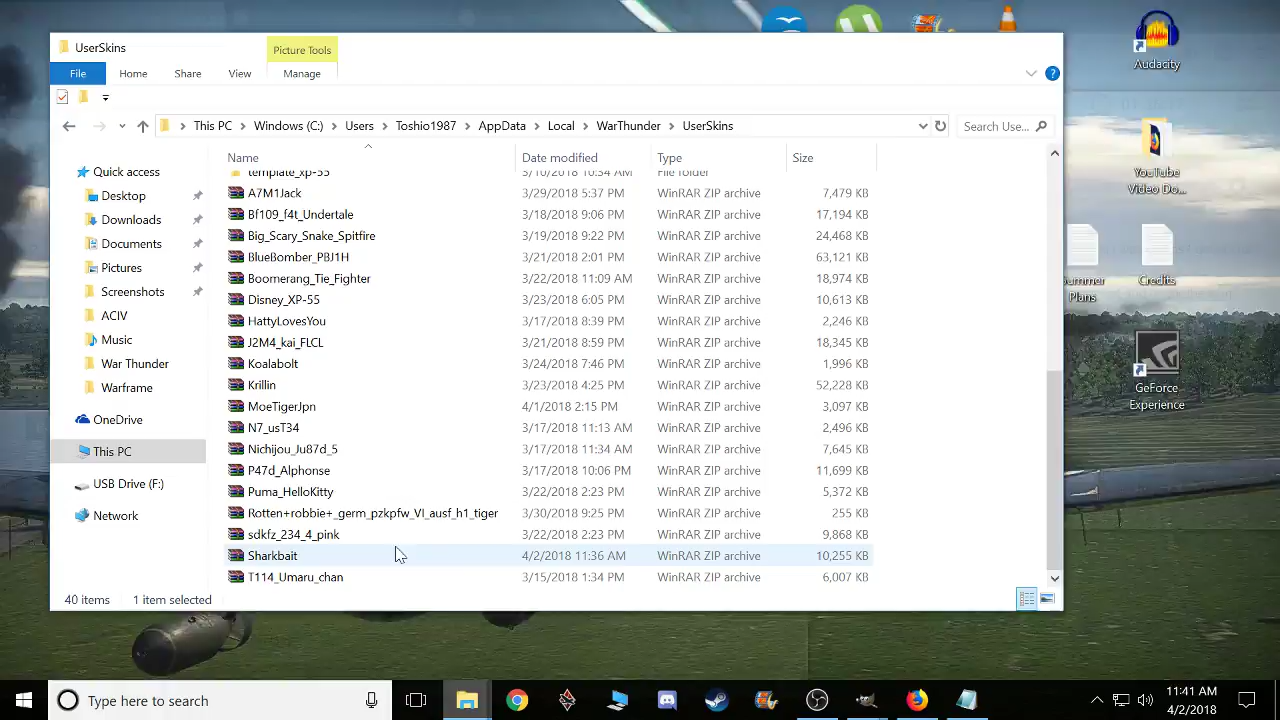 UserSkins
Picture Tools
File
Home
Share
View
Manage
This PC
Windows (C:)
Users
Toshio1987
AppData
Local
WarThunder
UserSkins
Search Use...
Name
Date modified
Type
Size
template_xp-55 3/10/2018 10:34 AM File folder
A7M1Jack 3/29/2018 5:37 PM WinRAR ZIP archive 7,479 KB
Bf109_f4t_Undertale 3/18/2018 9:06 PM WinRAR ZIP archive 17,194 KB
Big_Scary_Snake_Spitfire 3/19/2018 9:22 PM WinRAR ZIP archive 24,468 KB
BlueBomber_PBJ1H 3/21/2018 2:01 PM WinRAR ZIP archive 63,121 KB
Boomerang_Tie_Fighter 3/22/2018 11:09 AM WinRAR ZIP archive 18,974 KB
Disney_XP-55 3/23/2018 6:05 PM WinRAR ZIP archive 10,613 KB
HattyLovesYou 3/17/2018 8:39 PM WinRAR ZIP archive 2,246 KB
J2M4_kai_FLCL 3/21/2018 8:59 PM WinRAR ZIP archive 18,345 KB
Koalabolt 3/24/2018 7:46 PM WinRAR ZIP archive 1,996 KB
Krillin 3/23/2018 4:25 PM WinRAR ZIP archive 52,228 KB
MoeTigerJpn 4/1/2018 2:15 PM WinRAR ZIP archive 3,097 KB
N7_usT34 3/17/2018 11:13 AM WinRAR ZIP archive 2,496 KB
Nichijou_Ju87d_5 3/17/2018 11:34 AM WinRAR ZIP archive 7,645 KB
P47d_Alphonse 3/17/2018 10:06 PM WinRAR ZIP archive 11,699 KB
Puma_HelloKitty 3/22/2018 2:23 PM WinRAR ZIP archive 5,372 KB
Rotten+robbie+_germ_pzkpfw_VI_ausf_h1_tiger 3/30/2018 9:25 PM WinRAR ZIP archive 255 KB
sdkfz_234_4_pink 3/22/2018 2:23 PM WinRAR ZIP archive 9,868 KB
Sharkbait 4/2/2018 11:36 AM WinRAR ZIP archive 10,255 KB
T114_Umaru_chan 3/15/2018 1:34 PM WinRAR ZIP archive 6,007 KB
Quick access
Desktop
Downloads
Documents
Pictures
Screenshots
ACIV
Music
War Thunder
Warframe
OneDrive
This PC
USB Drive (F:)
Network
40 items
1 item selected
Audacity
YouTube
Video Do...
Plans
Credits
GeForce
Experience
Type here to search
11:41 AM
4/2/2018